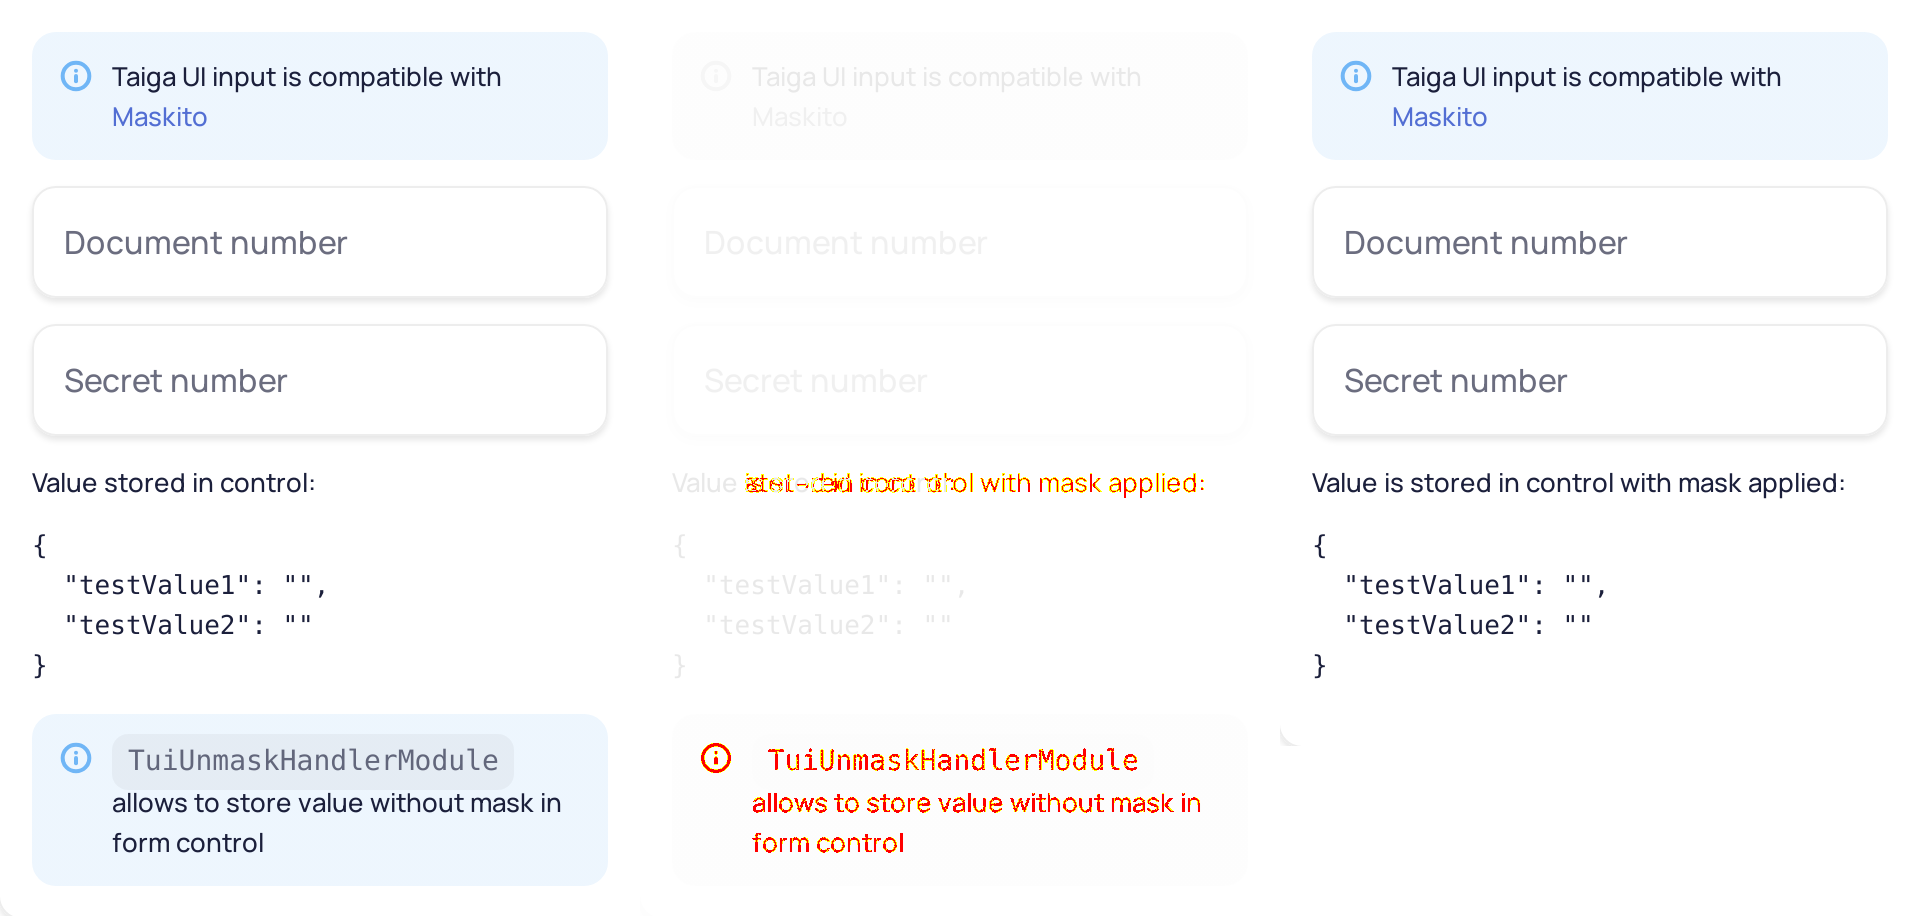 Taiga UI input is compatible with
Maskito
Document number
Secret number
Value stored in control:
{
"testValue1": "",
"testValue2": ""
}
TuiUnmaskHandlerModule
allows to store value without mask in
form control
Taiga UI input is compatible with
Maskito
Document number
Secret number
Value control with mask applied:
{
"testValue1": "",
"testValue2": ""
}
TuiUnmaskHandlerModule
allows to store value without mask in
form control
Taiga UI input is compatible with
Maskito
Document number
Secret number
Value is stored in control with mask applied:
{
"testValue1": "",
"testValue2": ""
}